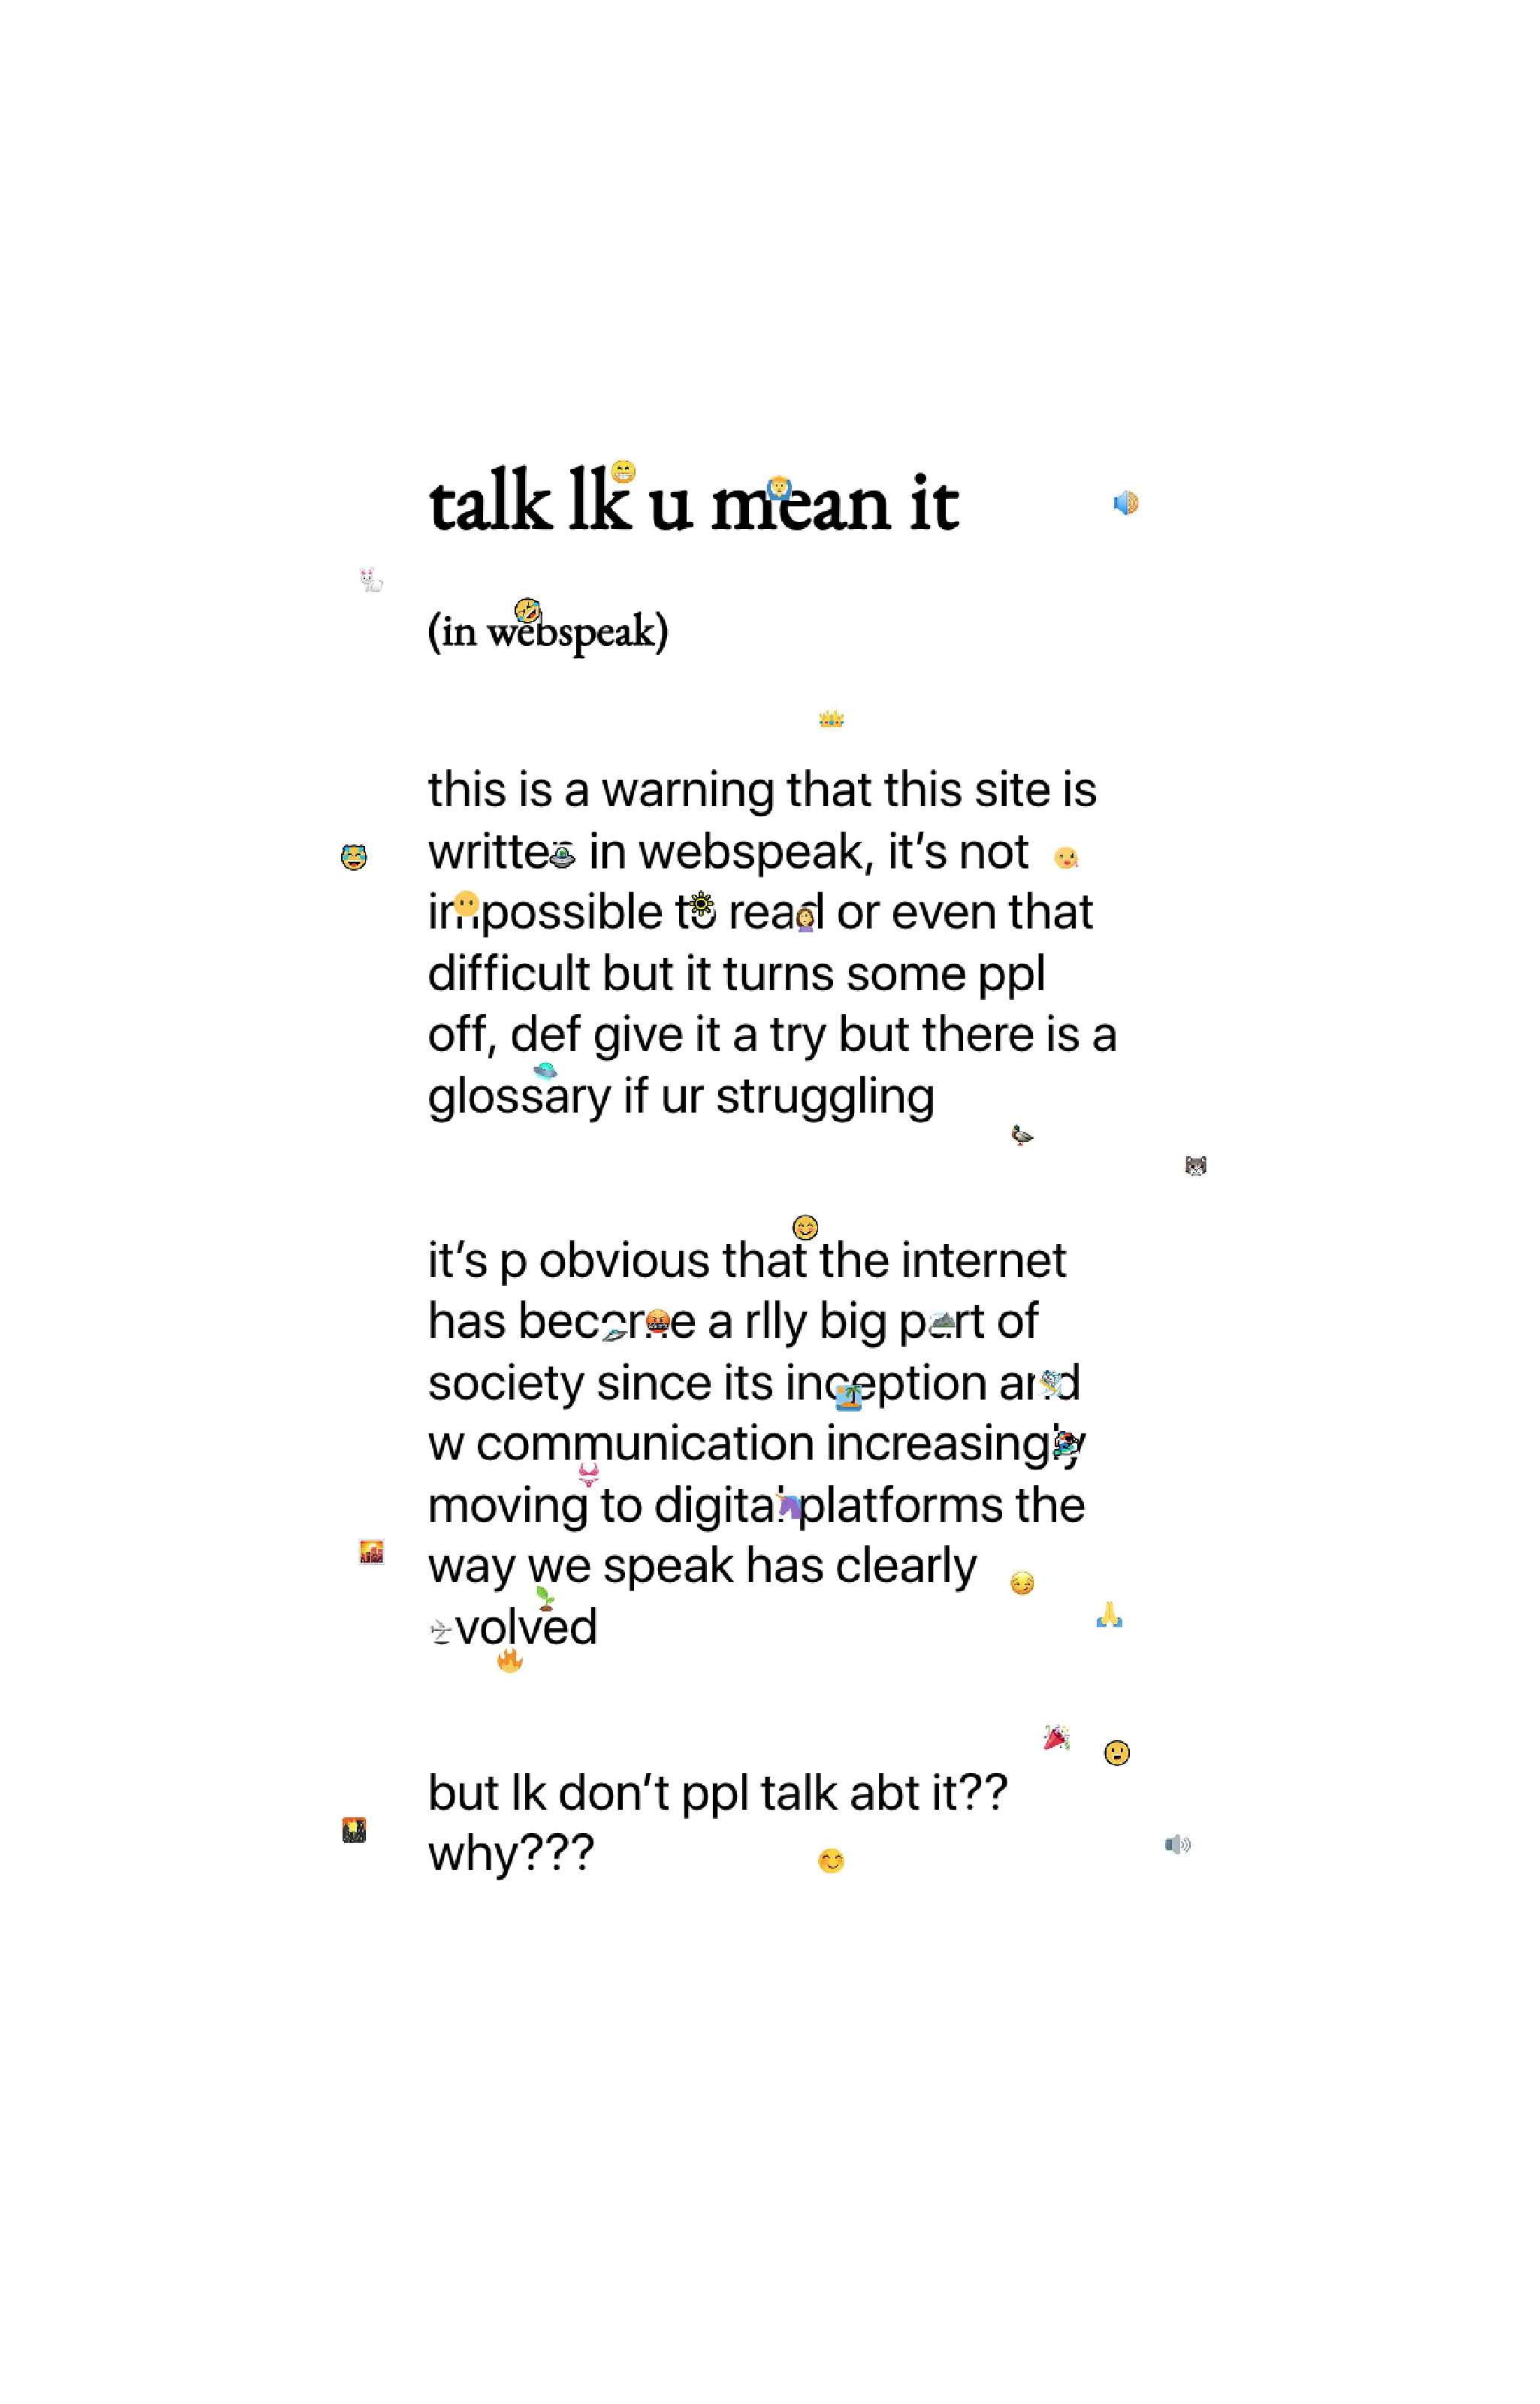 talk lk u mean it
(in webspeak)
this is a warning that this site is
written in webspeak, it’s not
impossible to read or even that
difficult but it turns some ppl
off, def give it a try but there is a
glossary if ur struggling
it’s p obvious that the internet
has become a rlly big part of
society since its inception and
w communication increasingly
moving to digital platforms the
way we speak has clearly
evolved
but lk don’t ppl talk abt it??
why???